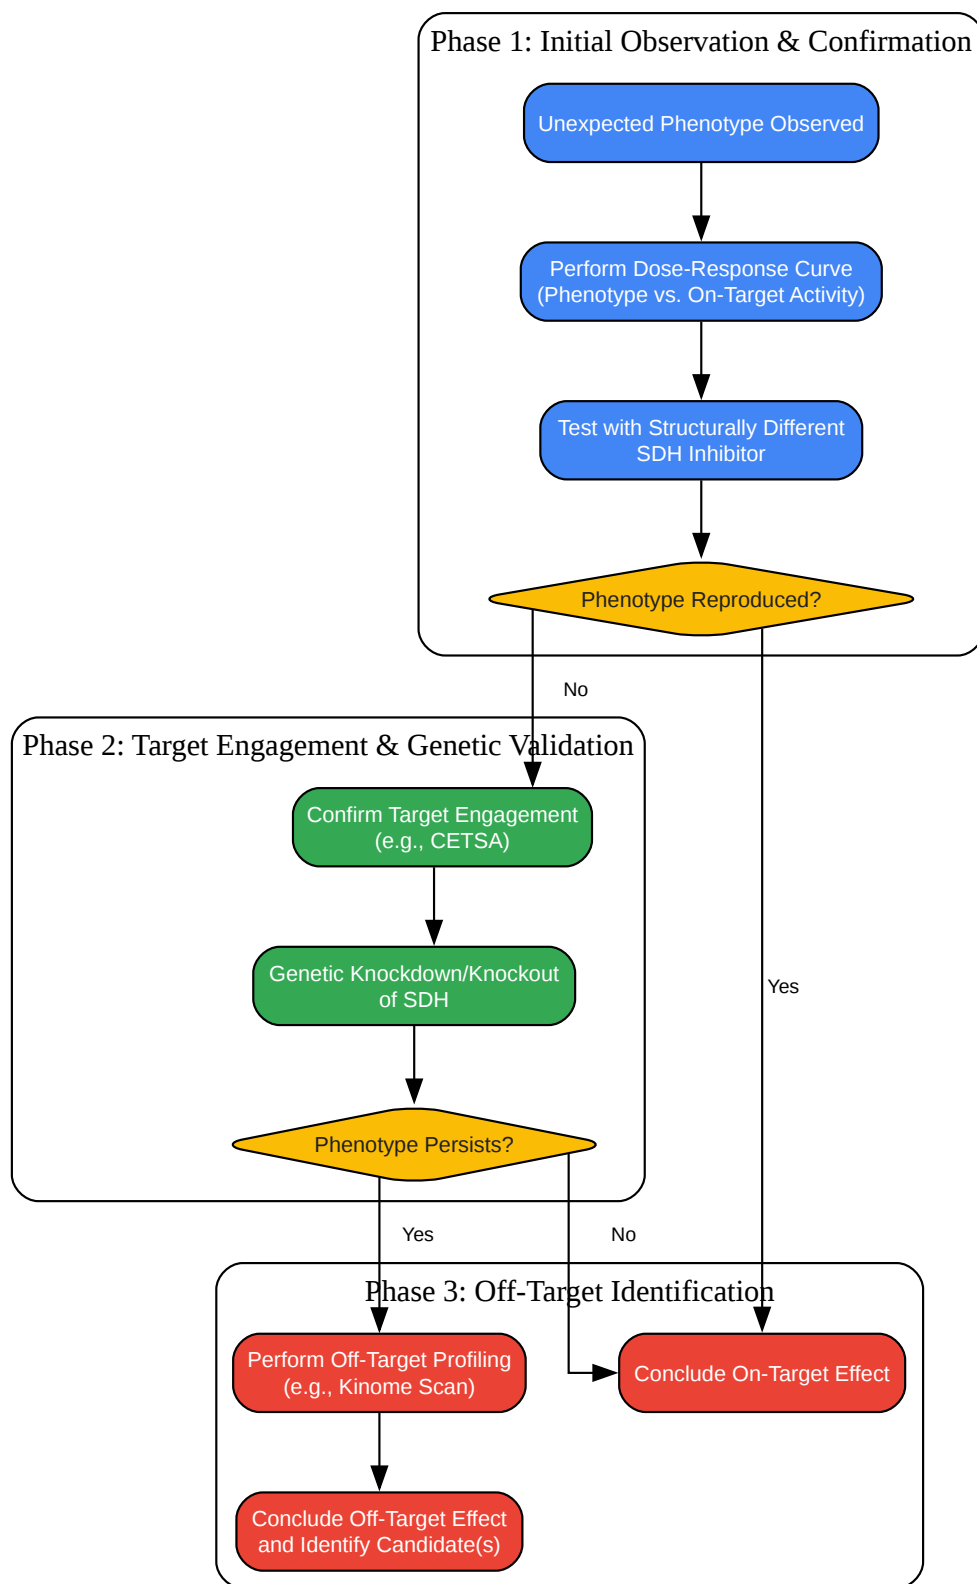 Phase 1: Initial Observation & Confirmation
Unexpected Phenotype Observed
Perform Dose-Response Curve
(Phenotype vs. On-Target Activity)
Test with Structurally Different
SDH Inhibitor
Phenotype Reproduced?
No
Phase 2: Target Engagement & Genetic Validation
Confirm Target Engagement
(e.g., CETSA)
Genetic Knockdown/Knockout
of SDH
Yes
Phenotype Persists?
Yes
No
Phase 3: Off-Target Identification
Perform Off-Target Profiling
(e.g., Kinome Scan)
Conclude On-Target Effect
Conclude Off-Target Effect
and Identify Candidate(s)